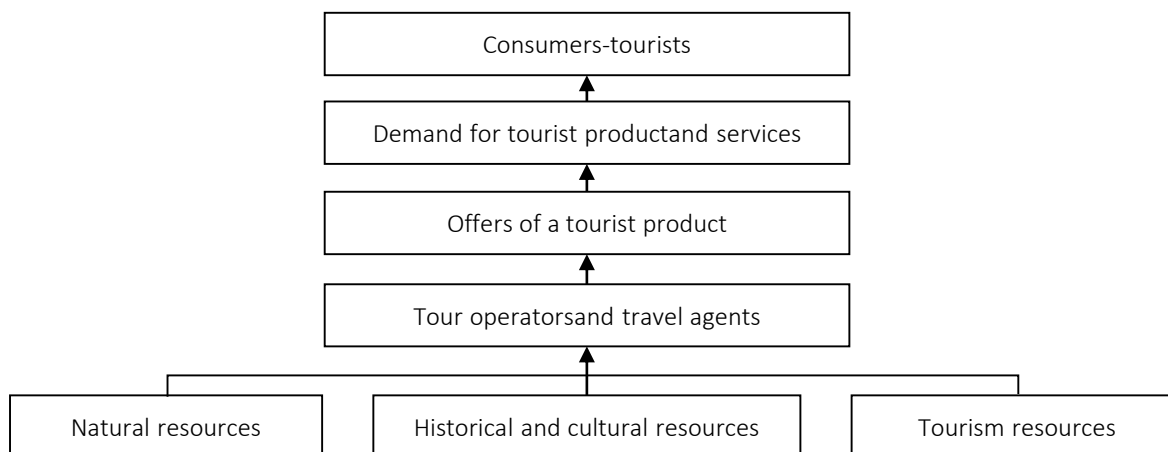 Consumers-tourists
Demand for tourist productand services
Offers of a tourist product
Tour operatorsand travel agents
Natural resources
Historical and cultural resources
Tourism resources